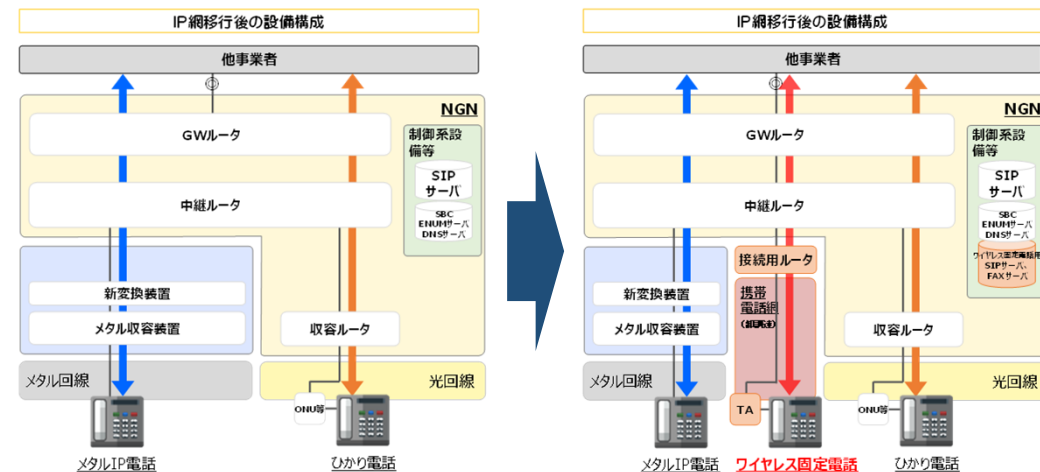 IP網移行後の設備構成
他事業者
NGN
GWルータ
制御系設
備等
SIP
サーバ
中継ルータ
SBC
ENUMサーバ
DNSサーバ
新変換装置
メタル収容装置
収容ルータ
メタル回線
光回線
ONU等
メタルIP電話
ひかり電話
IP網移行後の設備構成
他事業者
NGN
GWルータ
制御系設
備等
SIP
サーバ
中継ルータ
SBC
ENUMサーバ
DNSサーバ
ワイヤレス固定電話用
SIPサーバ、
FAXサーバ
接続用ルータ
新変換装置
携帯
電話網
メタル収容装置
収容ルータ
メタル回線
光回線
TA
ONU等
メタルIP電話
ワイヤレス固定電話
ひかり電話